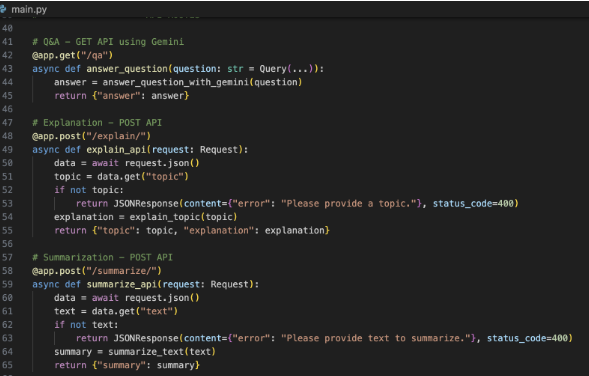 main.py
40
41 # Q&A – GET API using Gemini
42 @app.get("/qa")
43 async def answer_question(question: str = Query(...)):
44     answer = answer_question_with_gemini(question)
45     return {"answer": answer}
46
47 # Explanation – POST API
48 @app.post("/explain/")
49 async def explain_api(request: Request):
50     data = await request.json()
51     topic = data.get("topic")
52     if not topic:
53         return JSONResponse(content={"error": "Please provide a topic."}, status_code=400)
54     explanation = explain_topic(topic)
55     return {"topic": topic, "explanation": explanation}
56
57 # Summarization – POST API
58 @app.post("/summarize/")
59 async def summarize_api(request: Request):
60     data = await request.json()
61     text = data.get("text")
62     if not text:
63         return JSONResponse(content={"error": "Please provide text to summarize."}, status_code=400)
64     summary = summarize_text(text)
65     return {"summary": summary}